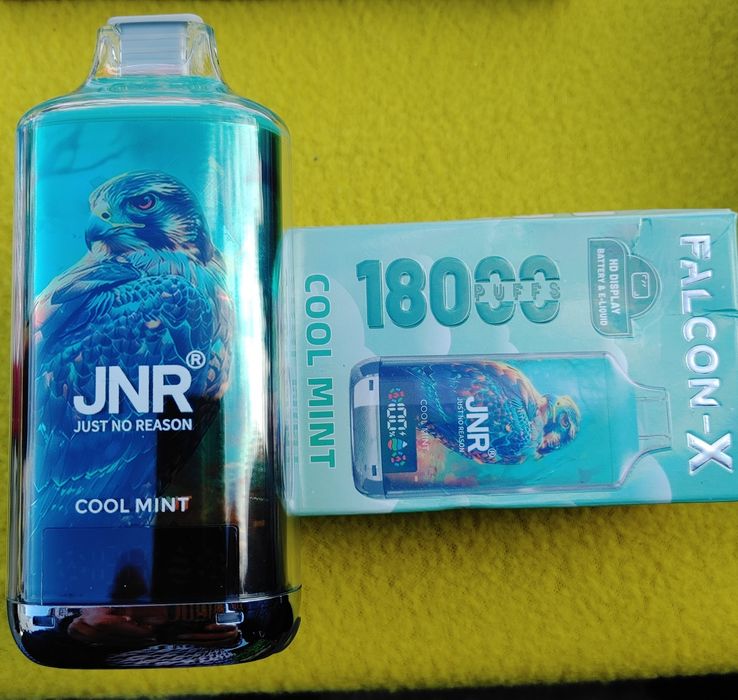 JNR®
JUST NO REASON
COOL MINT
18000
PUFFS
HD DISPLAY
BATTERY & E-LIQUID
FALCON-X
COOL MINT
JNR®
JUST NO REASON
COOL MINT
100%